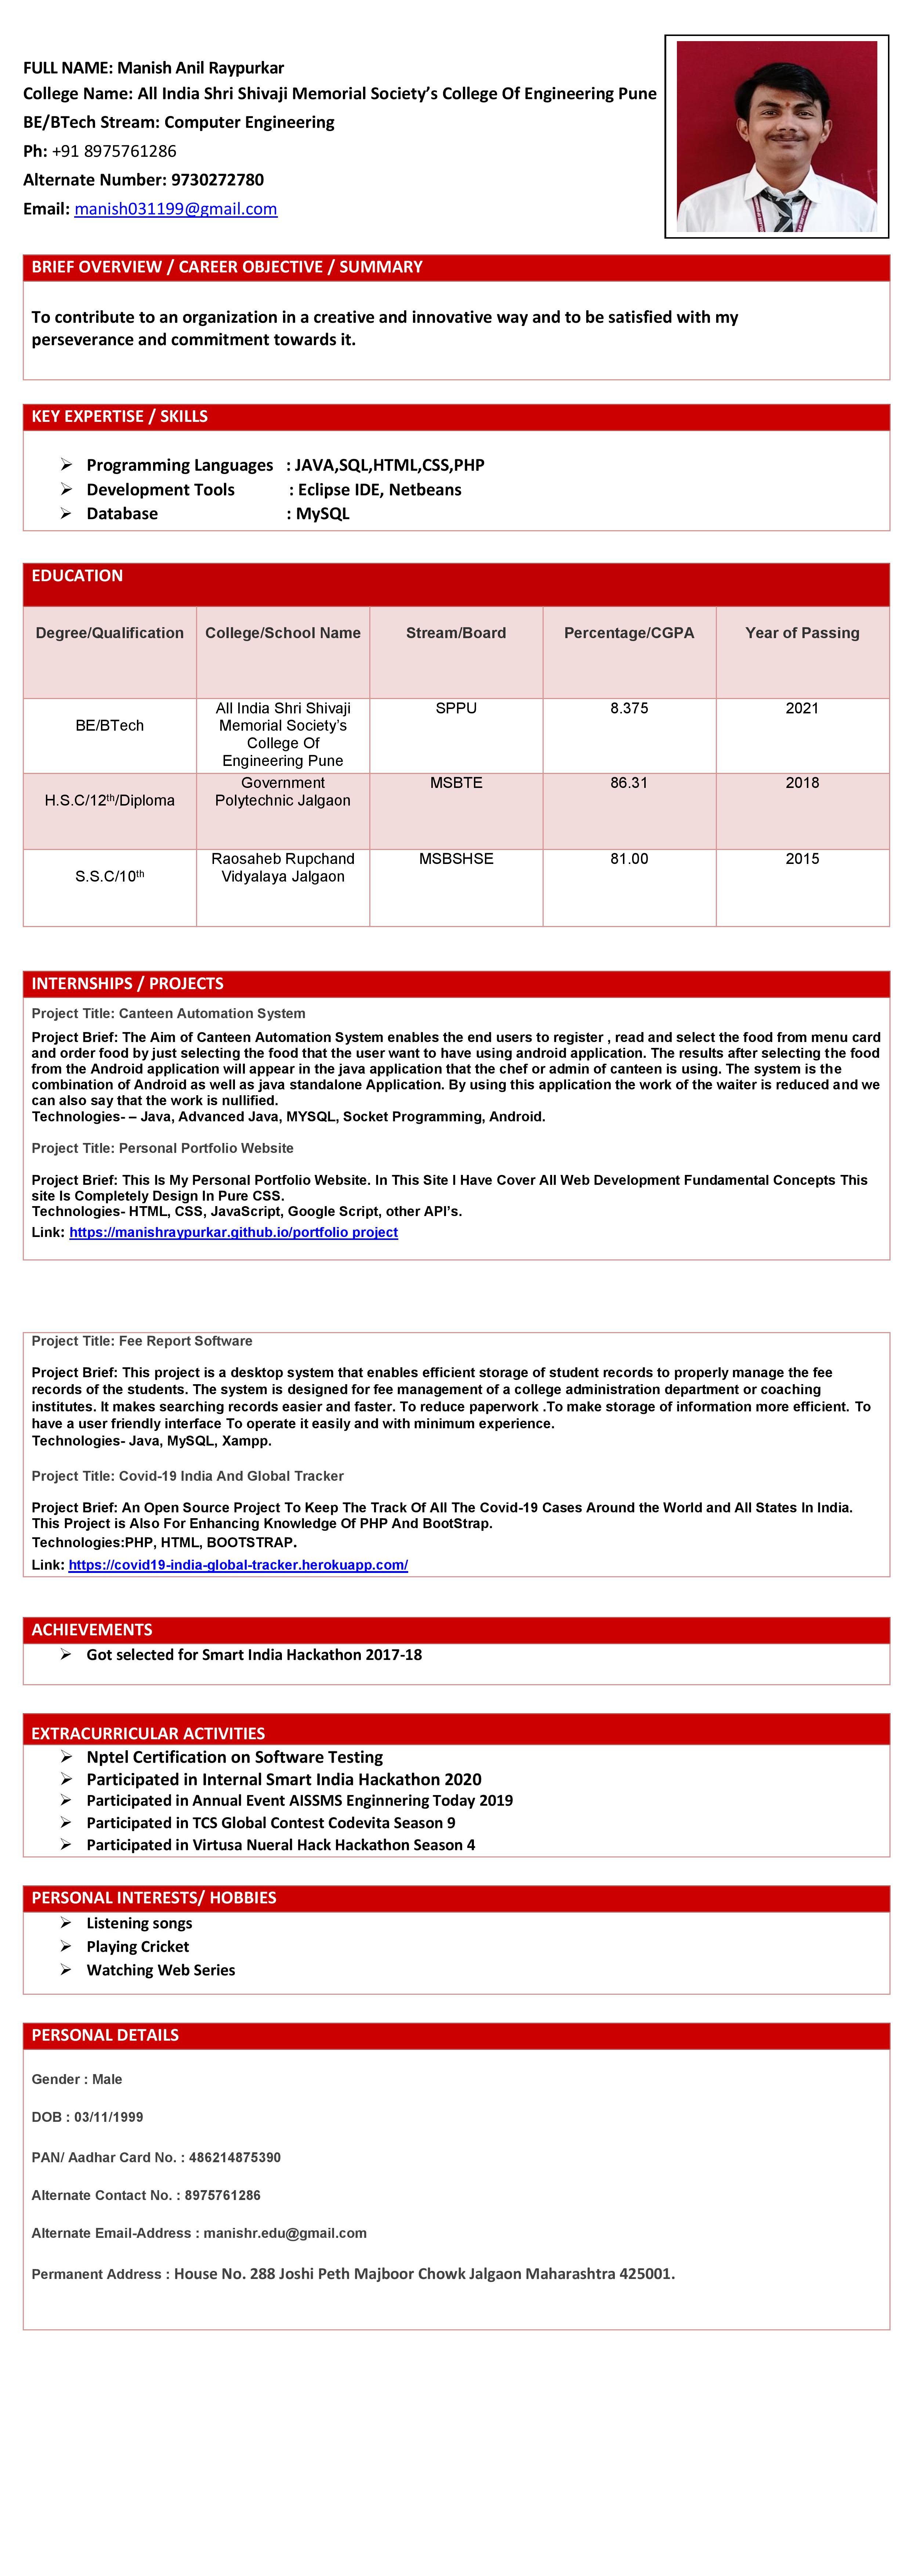 FULL NAME: Manish Anil Raypurkar
College Name: All India Shri Shivaji Memorial Society’s College Of Engineering Pune
BE/BTech Stream: Computer Engineering
Ph: +91 8975761286
Alternate Number: 9730272780
Email: manish031199@gmail.com
BRIEF OVERVIEW / CAREER OBJECTIVE / SUMMARY
To contribute to an organization in a creative and innovative way and to be satisfied with my
perseverance and commitment towards it.
KEY EXPERTISE / SKILLS
➢ Programming Languages : JAVA,SQL,HTML,CSS,PHP
➢ Development Tools : Eclipse IDE, Netbeans
➢ Database : MySQL
EDUCATION
Degree/Qualification College/School Name Stream/Board Percentage/CGPA Year of Passing
BE/BTech All India Shri Shivaji SPPU 8.375 2021
Memorial Society’s
College Of
Engineering Pune
H.S.C/12th/Diploma Government MSBTE 86.31 2018
Polytechnic Jalgaon
S.S.C/10th Raosaheb Rupchand MSBSHSE 81.00 2015
Vidyalaya Jalgaon
INTERNSHIPS / PROJECTS
Project Title: Canteen Automation System
Project Brief: The Aim of Canteen Automation System enables the end users to register , read and select the food from menu card
and order food by just selecting the food that the user want to have using android application. The results after selecting the food
from the Android application will appear in the java application that the chef or admin of canteen is using. The system is the
combination of Android as well as java standalone Application. By using this application the work of the waiter is reduced and we
can also say that the work is nullified.
Technologies- – Java, Advanced Java, MYSQL, Socket Programming, Android.
Project Title: Personal Portfolio Website
Project Brief: This Is My Personal Portfolio Website. In This Site I Have Cover All Web Development Fundamental Concepts This
site Is Completely Design In Pure CSS.
Technologies- HTML, CSS, JavaScript, Google Script, other API’s.
Link: https://manishraypurkar.github.io/portfolio project
Project Title: Fee Report Software
Project Brief: This project is a desktop system that enables efficient storage of student records to properly manage the fee
records of the students. The system is designed for fee management of a college administration department or coaching
institutes. It makes searching records easier and faster. To reduce paperwork .To make storage of information more efficient. To
have a user friendly interface To operate it easily and with minimum experience.
Technologies- Java, MySQL, Xampp.
Project Title: Covid-19 India And Global Tracker
Project Brief: An Open Source Project To Keep The Track Of All The Covid-19 Cases Around the World and All States In India.
This Project is Also For Enhancing Knowledge Of PHP And BootStrap.
Technologies:PHP, HTML, BOOTSTRAP.
Link: https://covid19-india-global-tracker.herokuapp.com/
ACHIEVEMENTS
➢ Got selected for Smart India Hackathon 2017-18
EXTRACURRICULAR ACTIVITIES
➢ Nptel Certification on Software Testing
➢ Participated in Internal Smart India Hackathon 2020
➢ Participated in Annual Event AISSMS Enginnering Today 2019
➢ Participated in TCS Global Contest Codevita Season 9
➢ Participated in Virtusa Nueral Hack Hackathon Season 4
PERSONAL INTERESTS/ HOBBIES
➢ Listening songs
➢ Playing Cricket
➢ Watching Web Series
PERSONAL DETAILS
Gender : Male
DOB : 03/11/1999
PAN/ Aadhar Card No. : 486214875390
Alternate Contact No. : 8975761286
Alternate Email-Address : manishr.edu@gmail.com
Permanent Address : House No. 288 Joshi Peth Majboor Chowk Jalgaon Maharashtra 425001.